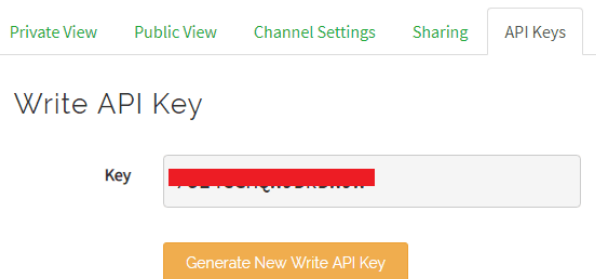 Private View Public View Channel Settings Sharing API Keys
Write API Key
Key
Generate New Write API Key